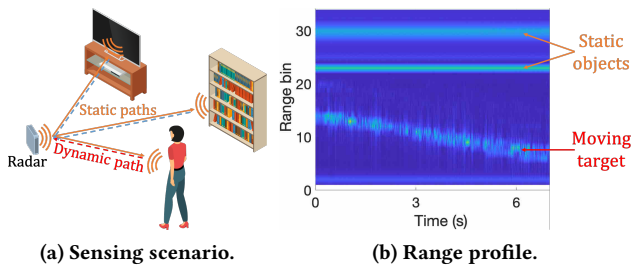 Static paths
Dynamic path
Radar
(a) Sensing scenario.
30
20
10
0
Range bin
0
3
6
Time (s)
Static
objects
Moving
target
(b) Range profile.